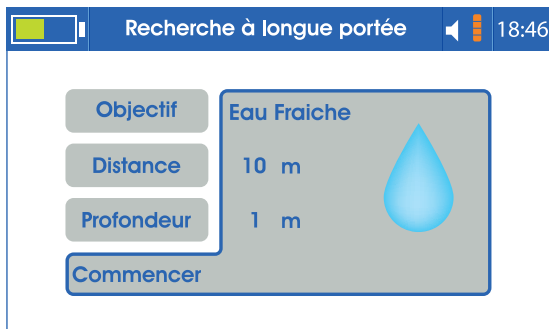 Recherche à longue portée 18:46
Objectif Eau Fraiche
Distance 10 m
Profondeur 1 m
Commencer